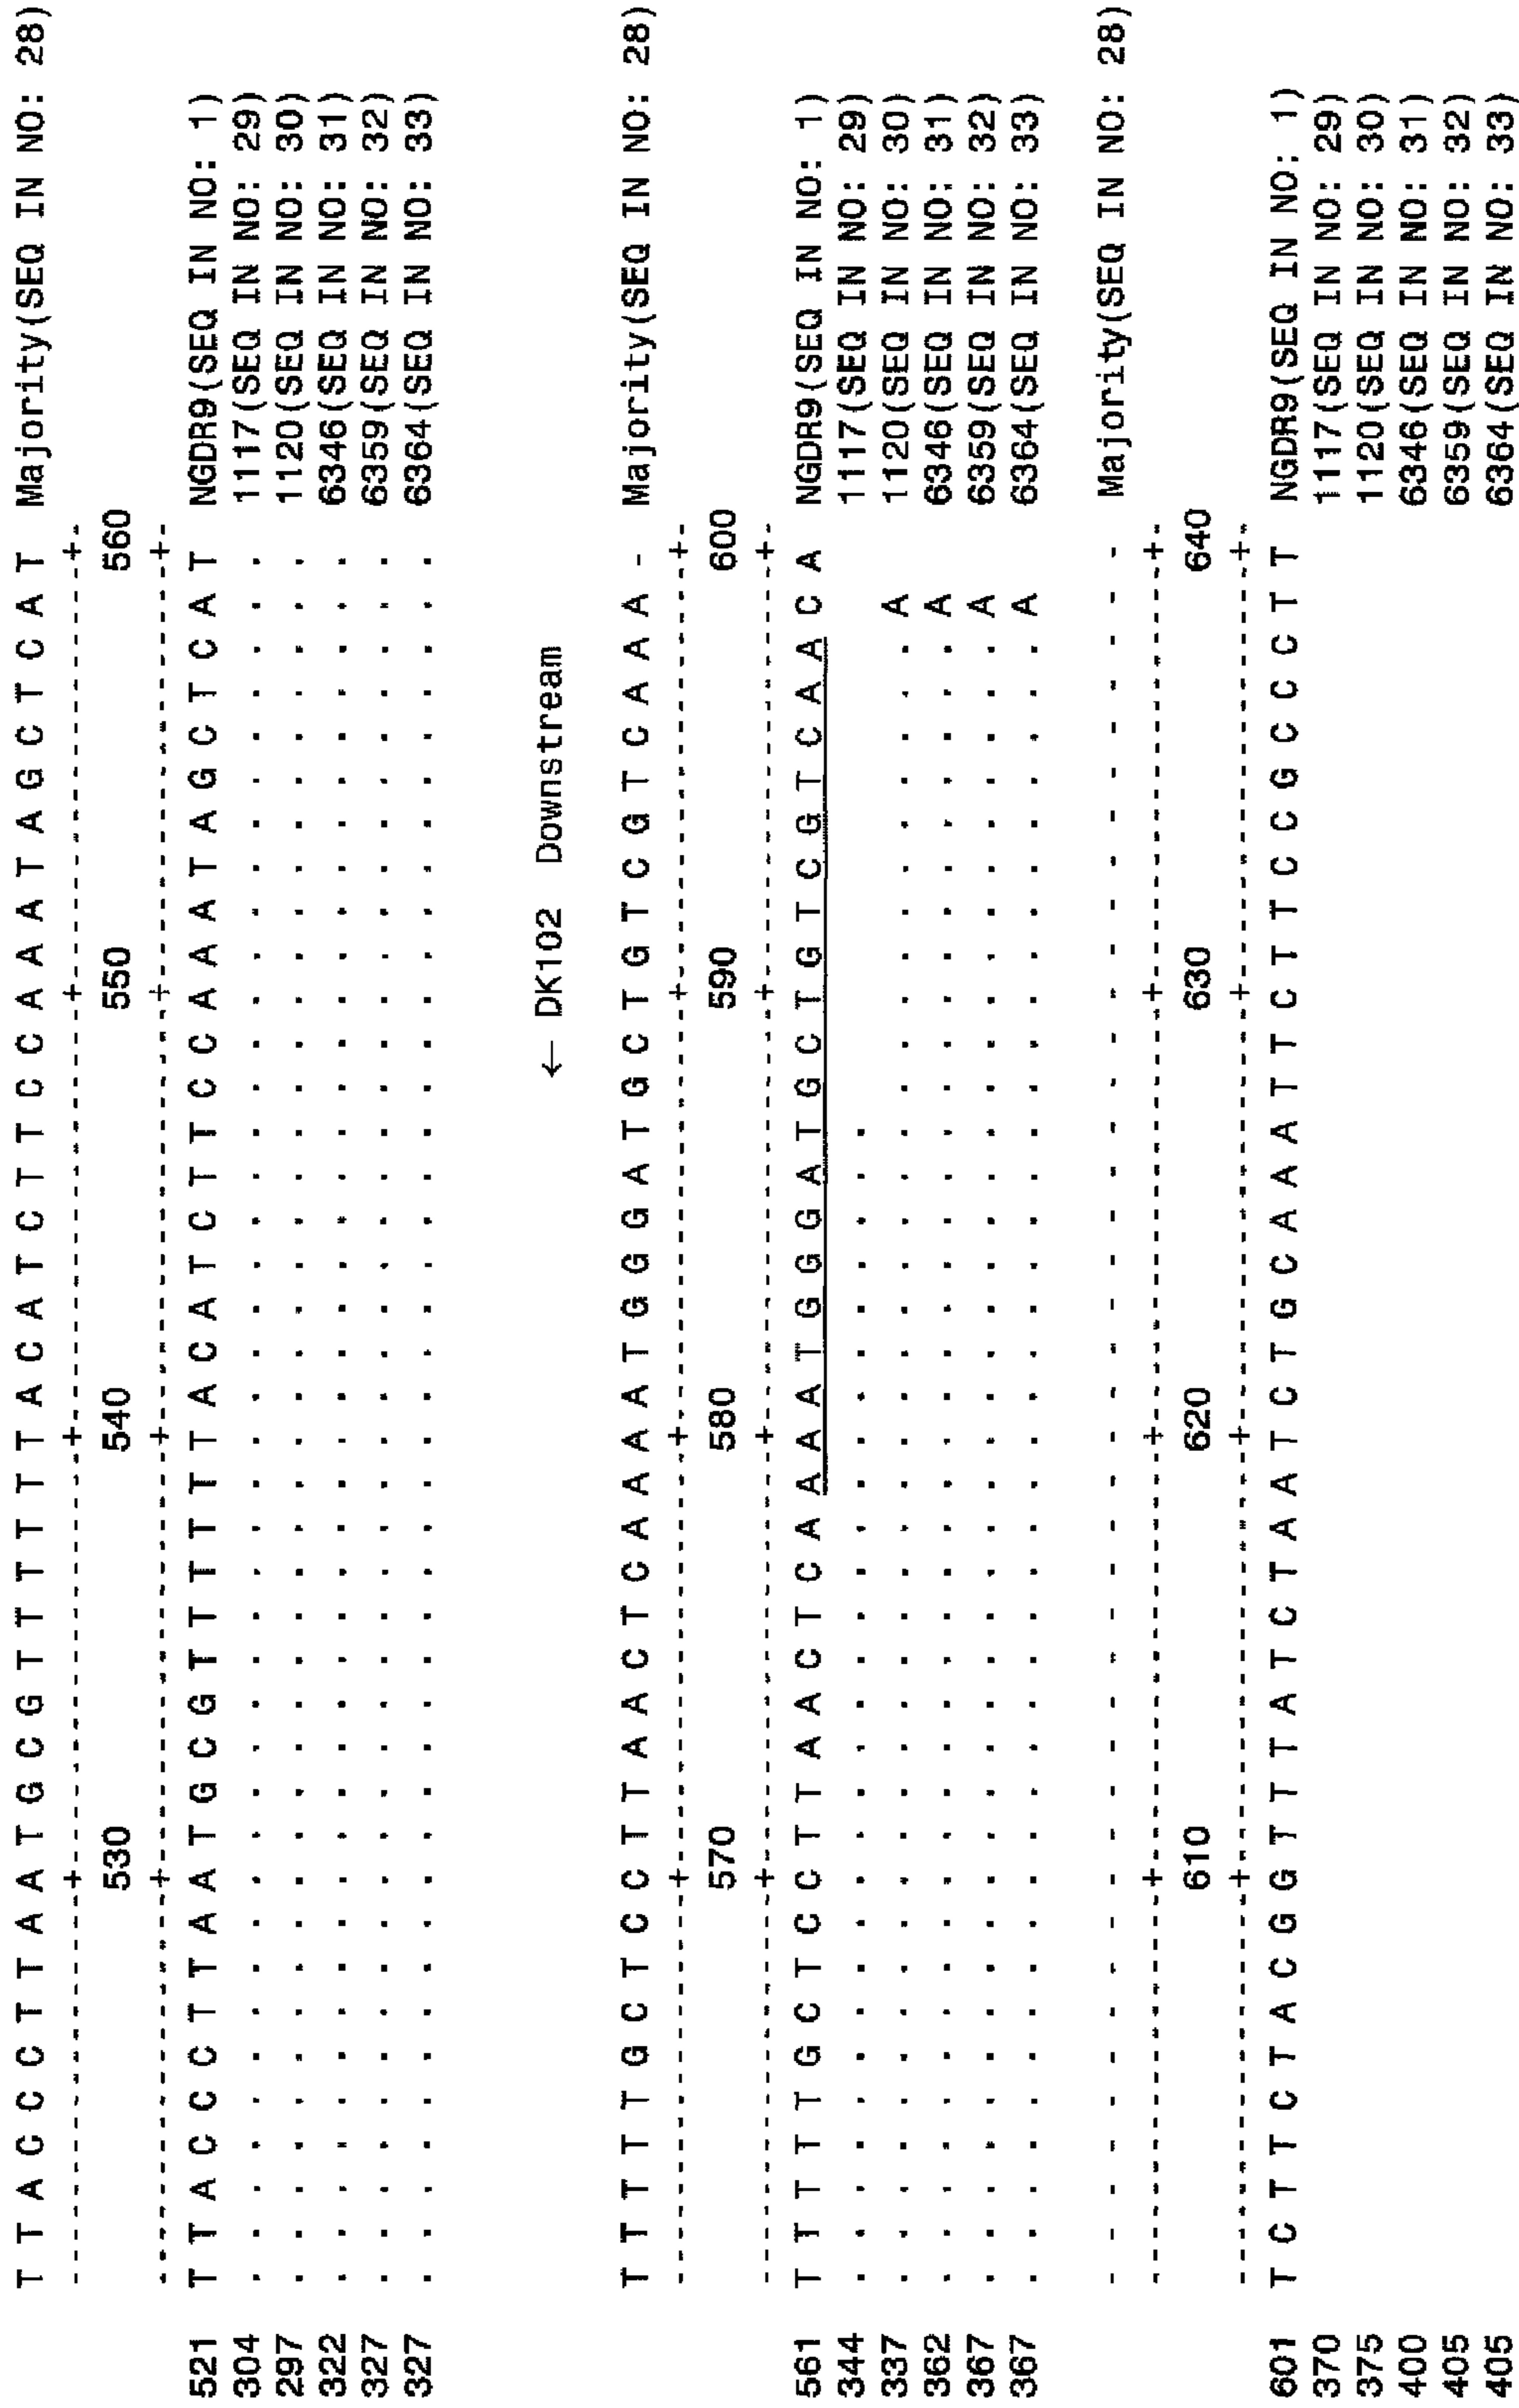 T T A C C C T T A A T G C G T T T T T T A C A T C T T C C A A A T A G C T C A T Majority(SEQ IN NO: 28)
---------+---------+---------+---------+-
530 540 550 560
---------+---------+---------+---------+-
521 T T A C C C T T A A T G C G T T T T T T A C A T C T T C C A A A T A G C T C A T NGDR9(SEQ IN NO: 1)
304 . . . . . . . . . . . . . . . . . . . . . . . . . . . . . . . . . . . . . . . . 1117(SEQ IN NO: 29)
297 . . . . . . . . . . . . . . . . . . . . . . . . . . . . . . . . . . . . . . . . 1120(SEQ IN NO: 30)
322 . . . . . . . . . . . . . . . . . . . . . . . . . . . . . . . . . . . . . . . . 6346(SEQ IN NO: 31)
327 . . . . . . . . . . . . . . . . . . . . . . . . . . . . . . . . . . . . . . . . 6359(SEQ IN NO: 32)
327 . . . . . . . . . . . . . . . . . . . . . . . . . . . . . . . . . . . . . . . . 6364(SEQ IN NO: 33)
← DK102 Downstream
T T T T T G C T C C T T A A C T C A A A A T G G G A T G C T G T C G T C A A A - Majority(SEQ IN NO: 28)
---------+---------+---------+---------+-
570 580 590 600
---------+---------+---------+---------+-
561 T T T T T G C T C C T T A A C T C A A A A T G G G A T G C T G T C G T C A A C A NGDR9(SEQ IN NO: 1)
344 . . . . . . . . . . . . . . . . . . . . . . . . . . . 1117(SEQ IN NO: 29)
337 . . . . . . . . . . . . . . . . . . . . . . . . . . . . . . . . . . . . . . A 1120(SEQ IN NO: 30)
362 . . . . . . . . . . . . . . . . . . . . . . . . . . . . . . . . . . . . . . A 6346(SEQ IN NO: 31)
367 . . . . . . . . . . . . . . . . . . . . . . . . . . . . . . . . . . . . . . A 6359(SEQ IN NO: 32)
367 . . . . . . . . . . . . . . . . . . . . . . . . . . . . . . . . . . . . . . A 6364(SEQ IN NO: 33)
- - - - - - - - - - - - - - - - - - - - - - - - - - - - - - - - - - - - - - - - Majority(SEQ IN NO: 28)
---------+---------+---------+---------+-
610 620 630 640
---------+---------+---------+---------+-
601 T C T T C T A C G G T T T A T C T A A T C T G C A A A T T C T T C C G C C C T T NGDR9(SEQ IN NO: 1)
370 1117(SEQ IN NO: 29)
375 1120(SEQ IN NO: 30)
400 6346(SEQ IN NO: 31)
405 6359(SEQ IN NO: 32)
405 6364(SEQ IN NO: 33)